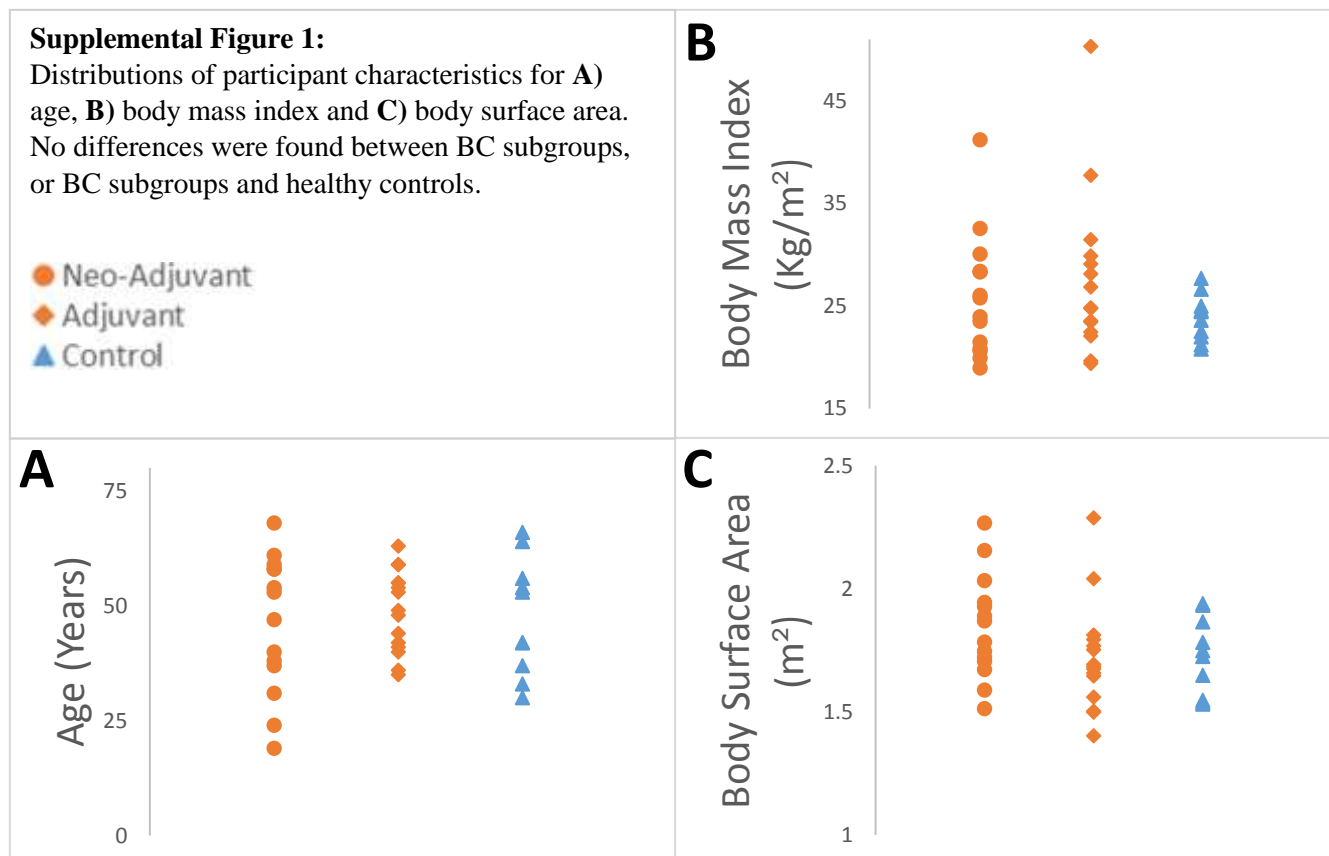 Supplemental Figure 1:
Distributions of participant characteristics for A)
age, B) body mass index and C) body surface area.
No differences were found between BC subgroups,
or BC subgroups and healthy controls.
Neo-Adjuvant
Adjuvant
Control
B
Body Mass Index
(Kg/m²)
45
35
25
15
A
Age (Years)
75
50
25
0
C
Body Surface Area
(m²)
2.5
2
1.5
1